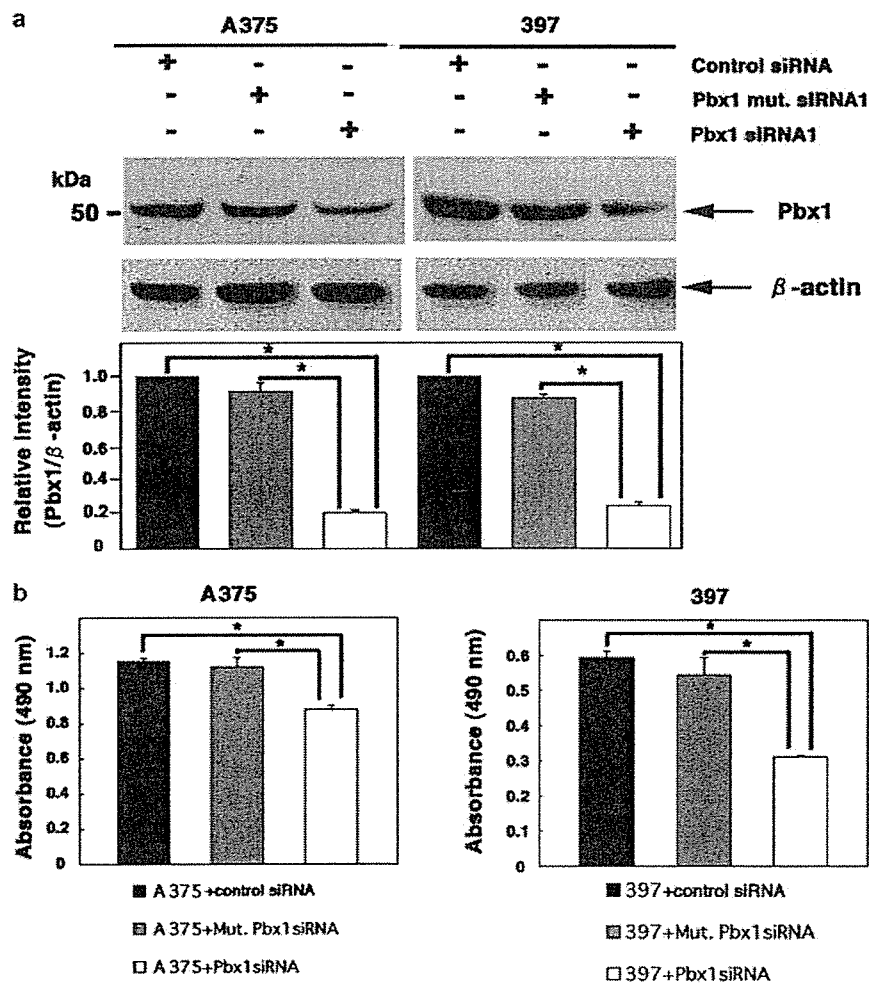 a
A375 397
+ - - + - - Control siRNA
- + - - + - Pbx1 mut. siRNA1
- - + - - + Pbx1 siRNA1
kDa
50 Pbx1
β-actin
Relative Intensity
(Pbx1/β-actin)
1.0
0.8
0.6
0.4
0.2
0
* * * *
b
A375
Absorbance (490 nm)
1.2
1.0
0.8
0.6
0.4
0.2
0
* *
A375+control siRNA
A375+Mut. Pbx1siRNA
A375+Pbx1siRNA
397
Absorbance (490 nm)
0.6
0.5
0.4
0.3
0.2
0.1
0
* *
397+control siRNA
397+Mut. Pbx1siRNA
397+Pbx1siRNA